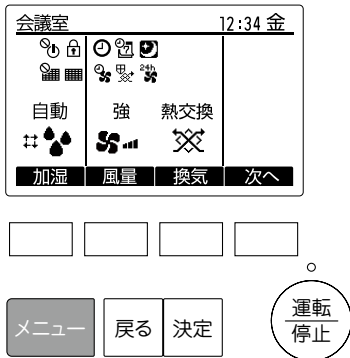 会議室 12:34 金
24h
自動 強 熱交換
加湿 風量 換気 次へ
メニュー 戻る 決定 運転
停止